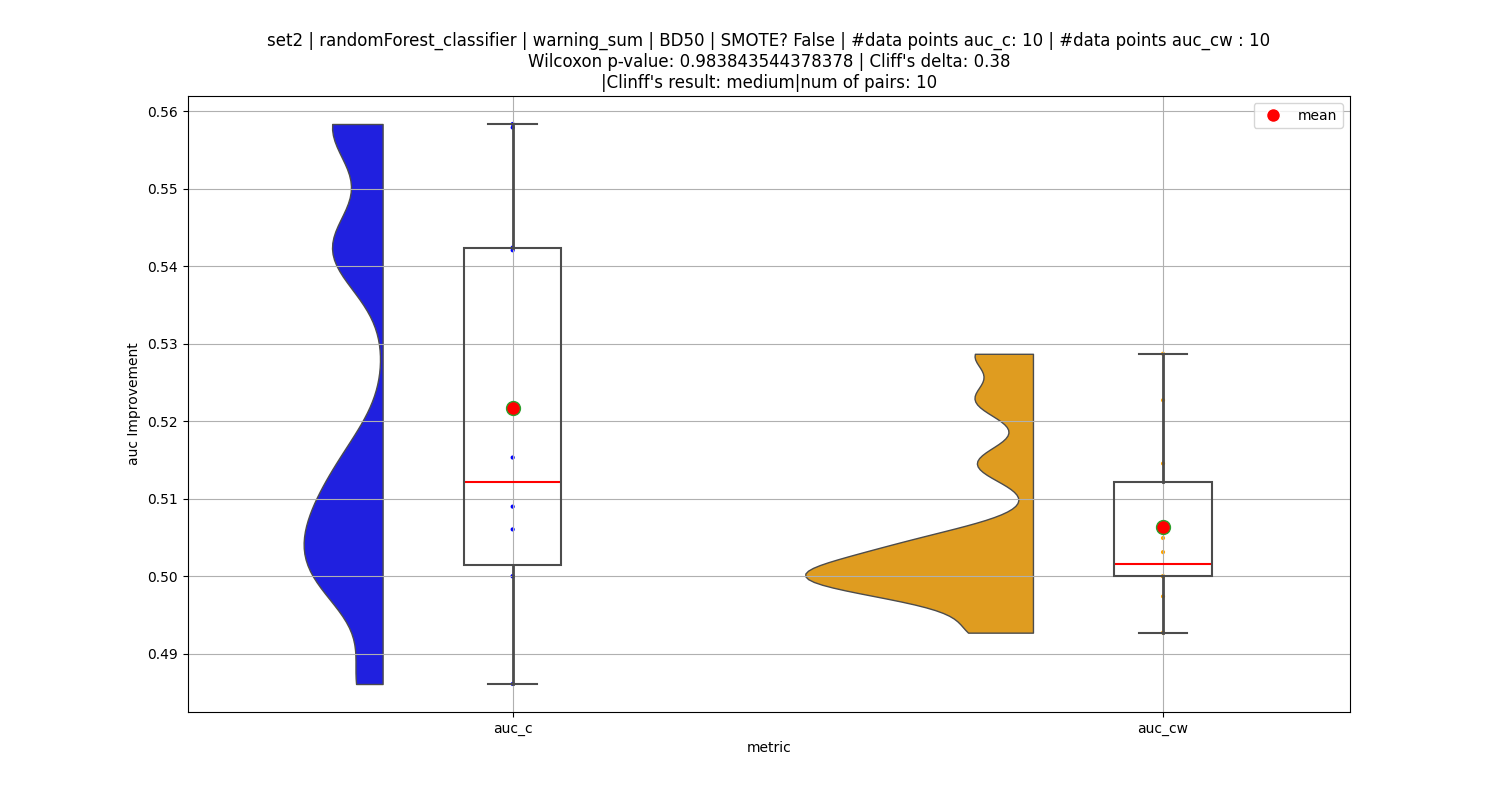 set2 | randomForest_classifier | warning_sum | BD50 | SMOTE? False | #data points auc_c: 10 | #data points auc_cw : 10
Wilcoxon p-value: 0.983843544378378 | Cliff's delta: 0.38
|Clinff's result: medium|num of pairs: 10
mean
0.56
0.55
0.54
0.53
0.52
0.51
0.50
0.49
auc Improvement
auc_c
auc_cw
metric